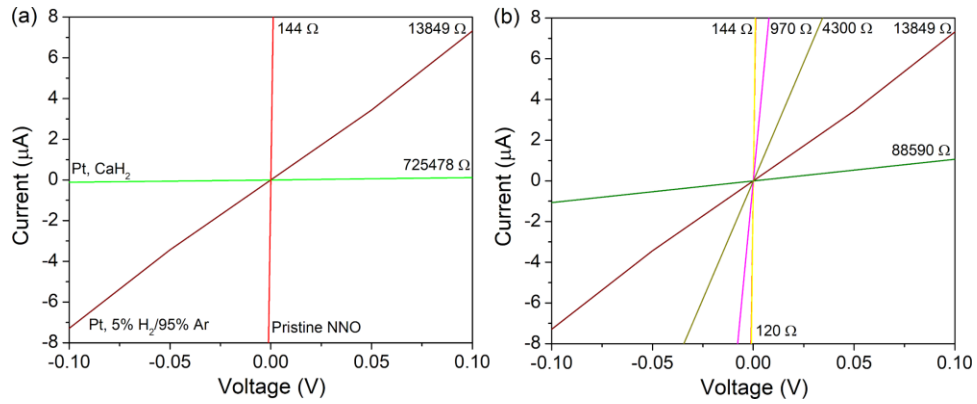 (a)
8
6
4
2
0
-2
-4
-6
-8
Current (μA)
144 Ω
13849 Ω
Pt, CaH₂
725478 Ω
Pt, 5% H₂/95% Ar
Pristine NNO
-0.10 -0.05 0.00 0.05 0.10
Voltage (V)
(b)
8
6
4
2
0
-2
-4
-6
-8
Current (μA)
144 Ω 970 Ω 4300 Ω 13849 Ω
88590 Ω
120 Ω
-0.10 -0.05 0.00 0.05 0.10
Voltage (V)